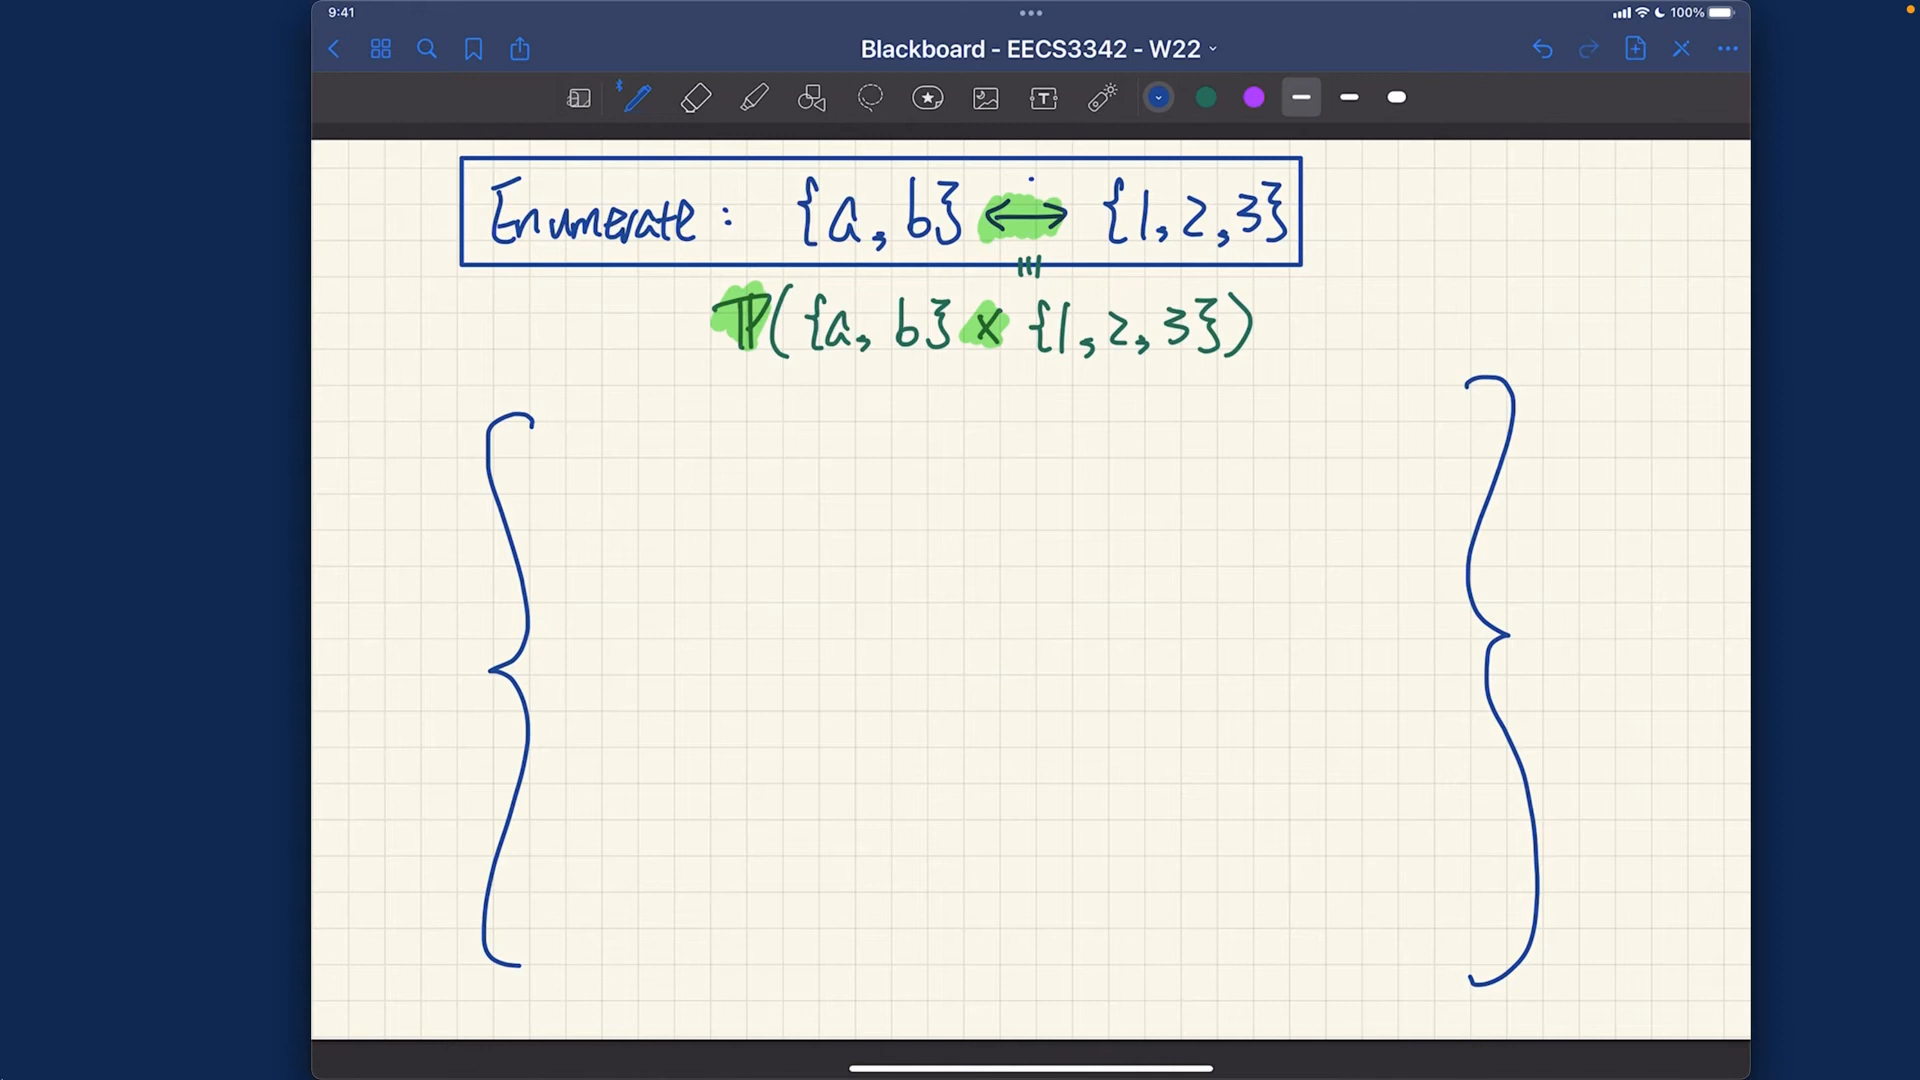 9:41
100%
Blackboard - EECS3342 - W22
Enumerate : {a, b} ↔ {1, 2, 3}
ℙ({a, b} × {1, 2, 3})
{ }